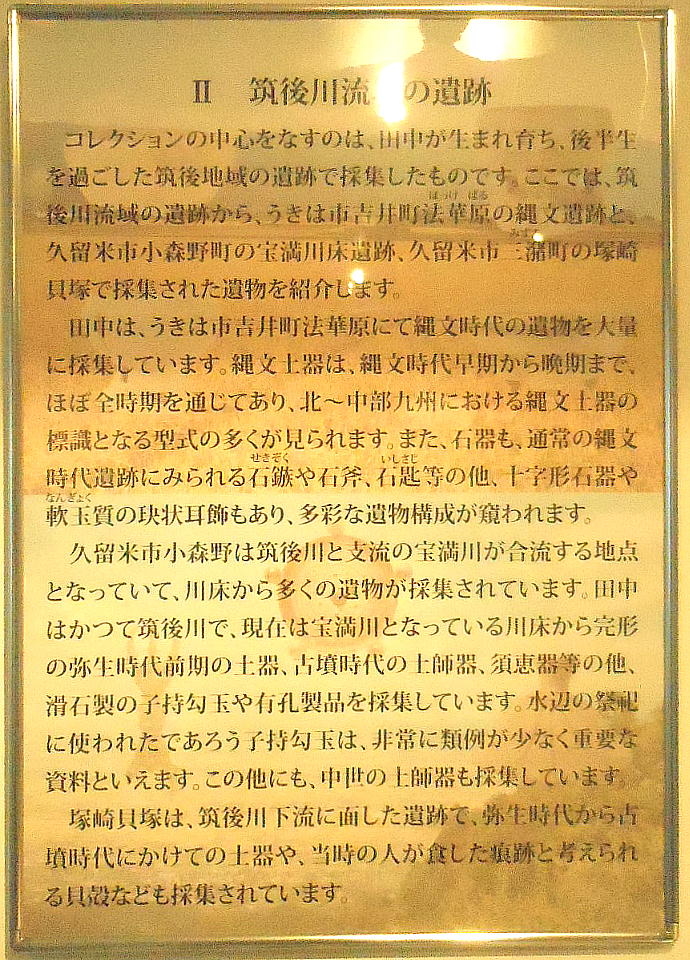 Ⅱ 筑後川流の遺跡
コレクションの中心をなすのは、田中が生まれ育ち、後半生
を過ごした筑後地域の遺跡で採集したものです。ここでは、筑
後川流域の遺跡から、うきは市吉井町法華原の縄文遺跡と、
ほっけ ばる
久留米市小森野町の宝満川床遺跡、久留米市三潴町の塚崎
みずま
貝塚で採集された遺物を紹介します。
田中は、うきは市吉井町法華原にて縄文時代の遺物を大量
に採集しています。縄文土器は、縄文時代早期から晩期まで、
ほぼ全時期を通じてあり、北～中部九州における縄文土器の
標識となる型式の多くが見られます。また、石器も、通常の縄文
時代遺跡にみられる石鏃や石斧、石匙等の他、十字形石器や
せきぞく いしさじ
軟玉質の玦状耳飾もあり、多彩な遺物構成が窺われます。
なんぎょく
久留米市小森野は筑後川と支流の宝満川が合流する地点
となっていて、川床から多くの遺物が採集されています。田中
はかつて筑後川で、現在は宝満川となっている川床から完形
の弥生時代前期の土器、古墳時代の土師器、須恵器等の他、
滑石製の子持勾玉や有孔製品を採集しています。水辺の祭祀
に使われたであろう子持勾玉は、非常に類例が少なく重要な
資料といえます。この他にも、中世の土師器も採集しています。
塚崎貝塚は、筑後川下流に面した遺跡で、弥生時代から古
墳時代にかけての土器や、当時の人が食した痕跡と考えられ
る貝殻なども採集されています。